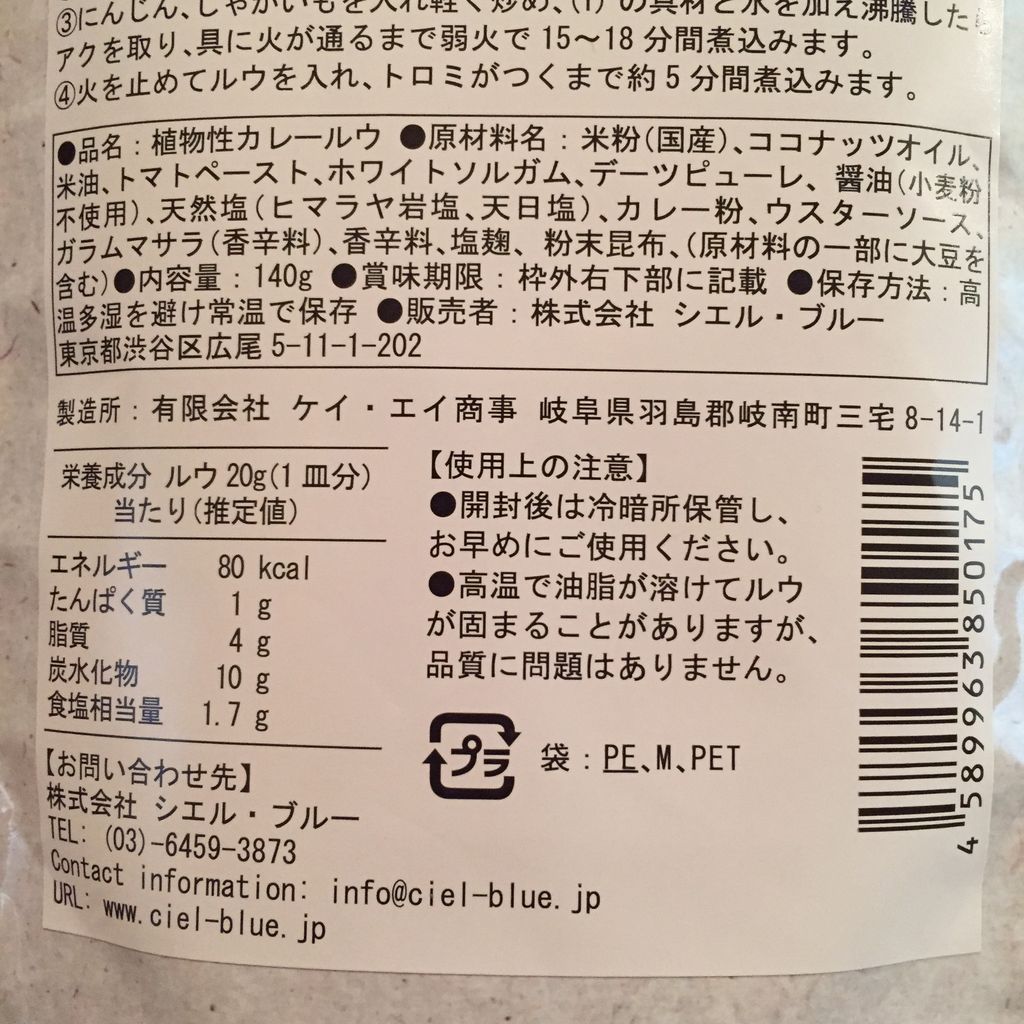 ③にんじん、じゃがいもを入れ軽く炒め、(1)の具材と水を加え沸騰した
アクを取り、具に火が通るまで弱火で15〜18分間煮込みます。
④火を止めてルウを入れ、トロミがつくまで約5分間煮込みます。
●品名：植物性カレールウ ●原材料名：米粉(国産)、ココナッツオイル、
米油、トマトペースト、ホワイトソルガム、デーツピューレ、醤油(小麦粉
不使用)、天然塩(ヒマラヤ岩塩、天日塩)、カレー粉、ウスターソース、
ガラムマサラ(香辛料)、香辛料、塩麹、粉末昆布、(原材料の一部に大豆を
含む)●内容量：140g ●賞味期限：枠外右下部に記載 ●保存方法：高
温多湿を避け常温で保存 ●販売者：株式会社 シエル・ブルー
東京都渋谷区広尾5-11-1-202
製造所：有限会社 ケイ・エイ商事 岐阜県羽島郡岐南町三宅8-14-1
栄養成分 ルウ20g(1皿分)
当たり(推定値)
エネルギー 80 kcal
たんぱく質 1 g
脂質 4 g
炭水化物 10 g
食塩相当量 1.7 g
【お問い合わせ先】
株式会社 シエル・ブルー
TEL: (03)-6459-3873
Contact information: info@ciel-blue.jp
URL: www.ciel-blue.jp
【使用上の注意】
●開封後は冷暗所保管し、
お早めにご使用ください。
●高温で油脂が溶けてルウ
が固まることがありますが、
品質に問題はありません。
プラ 袋：PE、M、PET
4589963850175